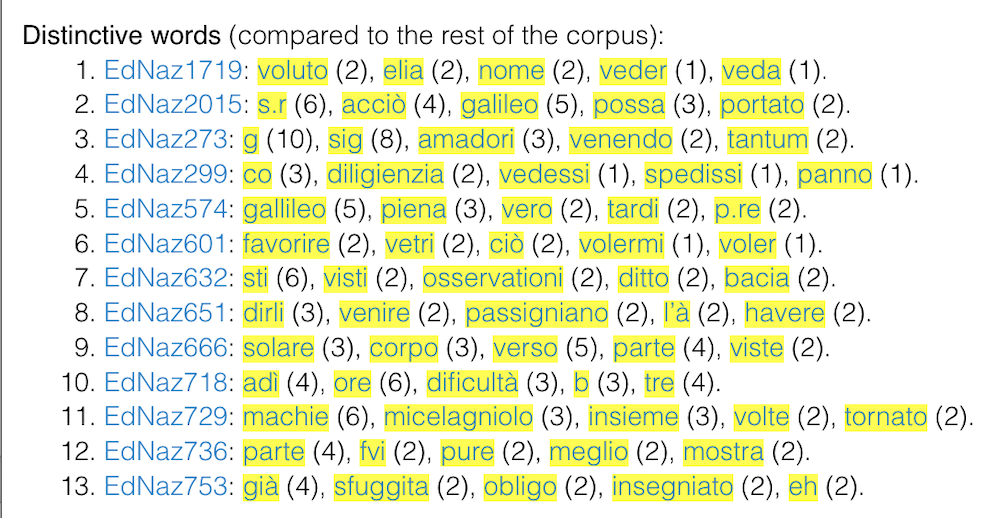 Distinctive words (compared to the rest of the corpus):
1. EdNaz1719: voluto (2), elia (2), nome (2), veder (1), veda (1).
2. EdNaz2015: s.r (6), acciò (4), galileo (5), possa (3), portato (2).
3. EdNaz273: g (10), sig (8), amadori (3), venendo (2), tantum (2).
4. EdNaz299: co (3), diligienzia (2), vedessi (1), spedissi (1), panno (1).
5. EdNaz574: gallileo (5), piena (3), vero (2), tardi (2), p.re (2).
6. EdNaz601: favorire (2), vetri (2), ciò (2), volermi (1), voler (1).
7. EdNaz632: sti (6), visti (2), osservationi (2), ditto (2), bacia (2).
8. EdNaz651: dirli (3), venire (2), passigniano (2), l'à (2), havere (2).
9. EdNaz666: solare (3), corpo (3), verso (5), parte (4), viste (2).
10. EdNaz718: adì (4), ore (6), dificultà (3), b (3), tre (4).
11. EdNaz729: machie (6), micelagniolo (3), insieme (3), volte (2), tornato (2).
12. EdNaz736: parte (4), fvi (2), pure (2), meglio (2), mostra (2).
13. EdNaz753: già (4), sfuggita (2), obligo (2), insegniato (2), eh (2).